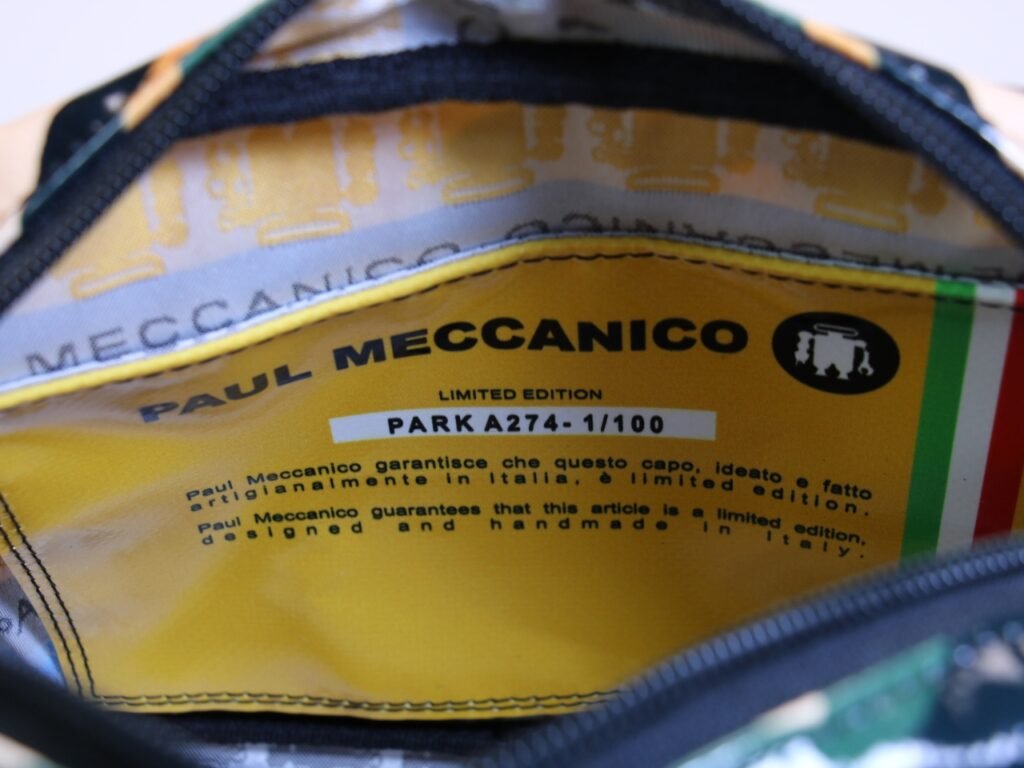 MECCANICO
PAUL MECCANICO
LIMITED EDITION
PARK A274- 1/100
Paul Meccanico garantisce che questo capo, ideato e fatto
artigianalmente in Italia, è limited edition.
Paul Meccanico guarantees that this article is a limited edition,
designed and handmade in Italy.